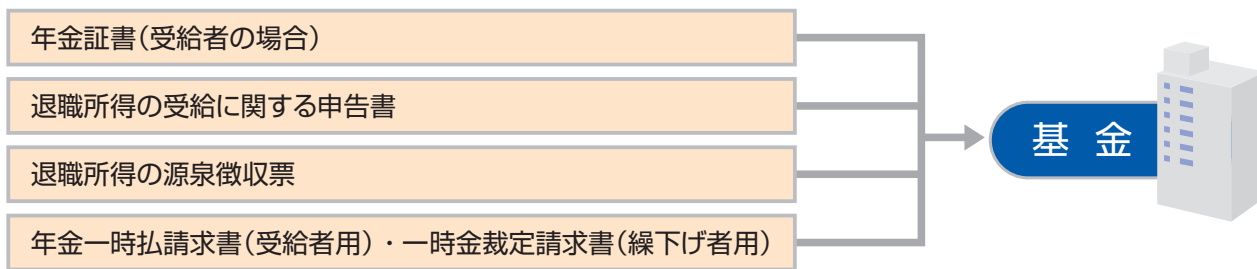 年金証書(受給者の場合)
退職所得の受給に関する申告書
退職所得の源泉徴収票
年金一時払請求書(受給者用)・一時金裁定請求書(繰下げ者用)
基 金